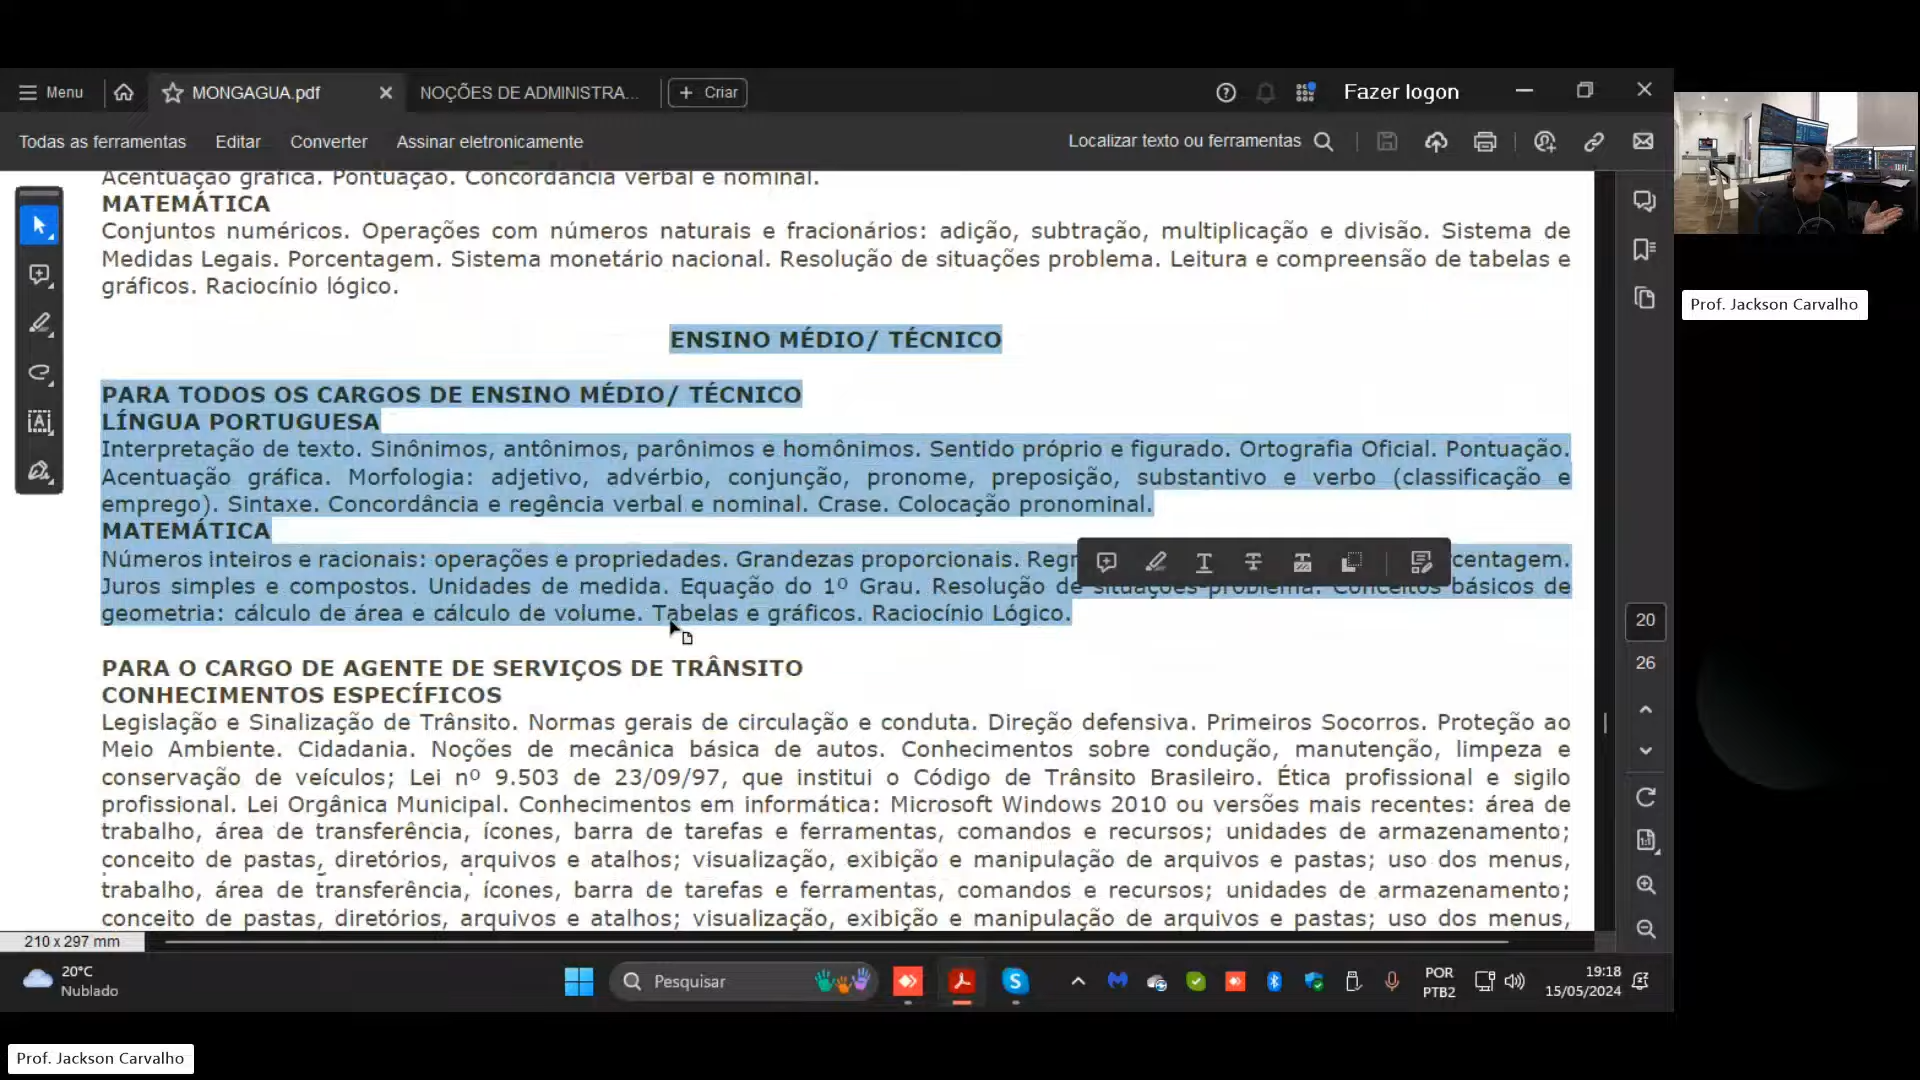 Menu
MONGAGUA.pdf
NOÇÕES DE ADMINISTRA...
+ Criar
Fazer logon
Todas as ferramentas
Editar
Converter
Assinar eletronicamente
Localizar texto ou ferramentas
Acentuação gráfica. Pontuação. Concordância verbal e nominal.
MATEMÁTICA
Conjuntos numéricos. Operações com números naturais e fracionários: adição, subtração, multiplicação e divisão. Sistema de
Medidas Legais. Porcentagem. Sistema monetário nacional. Resolução de situações problema. Leitura e compreensão de tabelas e
gráficos. Raciocínio lógico.
ENSINO MÉDIO/ TÉCNICO
PARA TODOS OS CARGOS DE ENSINO MÉDIO/ TÉCNICO
LÍNGUA PORTUGUESA
Interpretação de texto. Sinônimos, antônimos, parônimos e homônimos. Sentido próprio e figurado. Ortografia Oficial. Pontuação.
Acentuação gráfica. Morfologia: adjetivo, advérbio, conjunção, pronome, preposição, substantivo e verbo (classificação e
emprego). Sintaxe. Concordância e regência verbal e nominal. Crase. Colocação pronominal.
MATEMÁTICA
Números inteiros e racionais: operações e propriedades. Grandezas proporcionais. Regr centagem.
Juros simples e compostos. Unidades de medida. Equação do 1º Grau. Resolução de situações-problema. Conceitos básicos de
geometria: cálculo de área e cálculo de volume. Tabelas e gráficos. Raciocínio Lógico.
PARA O CARGO DE AGENTE DE SERVIÇOS DE TRÂNSITO
CONHECIMENTOS ESPECÍFICOS
Legislação e Sinalização de Trânsito. Normas gerais de circulação e conduta. Direção defensiva. Primeiros Socorros. Proteção ao
Meio Ambiente. Cidadania. Noções de mecânica básica de autos. Conhecimentos sobre condução, manutenção, limpeza e
conservação de veículos; Lei nº 9.503 de 23/09/97, que institui o Código de Trânsito Brasileiro. Ética profissional e sigilo
profissional. Lei Orgânica Municipal. Conhecimentos em informática: Microsoft Windows 2010 ou versões mais recentes: área de
trabalho, área de transferência, ícones, barra de tarefas e ferramentas, comandos e recursos; unidades de armazenamento;
conceito de pastas, diretórios, arquivos e atalhos; visualização, exibição e manipulação de arquivos e pastas; uso dos menus,
trabalho, área de transferência, ícones, barra de tarefas e ferramentas, comandos e recursos; unidades de armazenamento;
conceito de pastas, diretórios, arquivos e atalhos; visualização, exibição e manipulação de arquivos e pastas; uso dos menus,
20
26
210 x 297 mm
20°C
Nublado
Pesquisar
POR
PTB2
19:18
15/05/2024
Prof. Jackson Carvalho
Prof. Jackson Carvalho